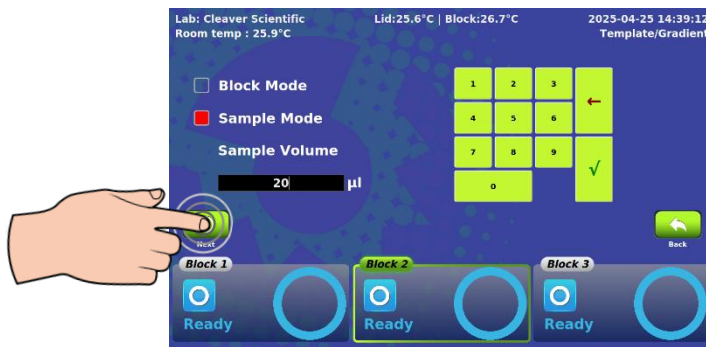 Lab: Cleaver Scientific Lid:25.6°C | Block:26.7°C 2025-04-25 14:39:12
Room temp : 25.9°C Template/Gradient
Block Mode
Sample Mode
Sample Volume
20 µl
1 2 3 ←
4 5 6
7 8 9 √
0
Next Back
Block 1 Block 2 Block 3
Ready Ready Ready